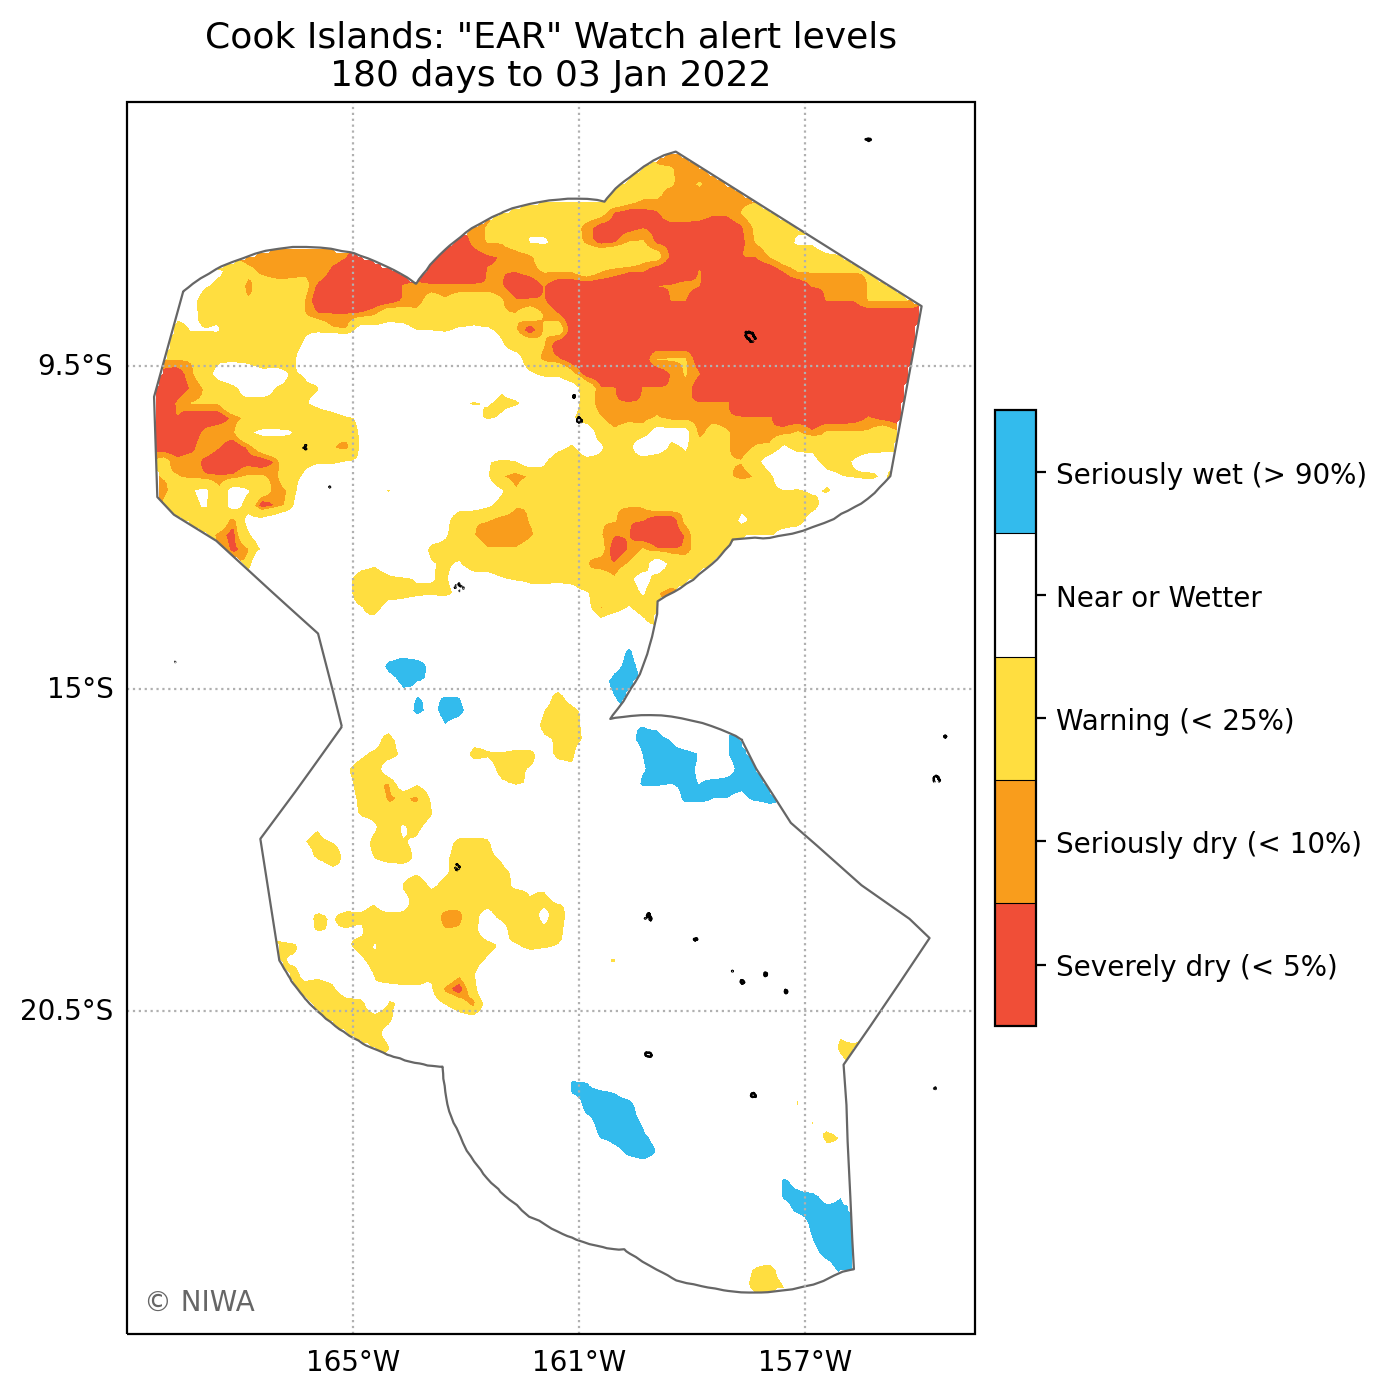 Cook Islands: "EAR" Watch alert levels
180 days to 03 Jan 2022
9.5°S
15°S
20.5°S
165°W
161°W
157°W
Seriously wet (> 90%)
Near or Wetter
Warning (< 25%)
Seriously dry (< 10%)
Severely dry (< 5%)
© NIWA